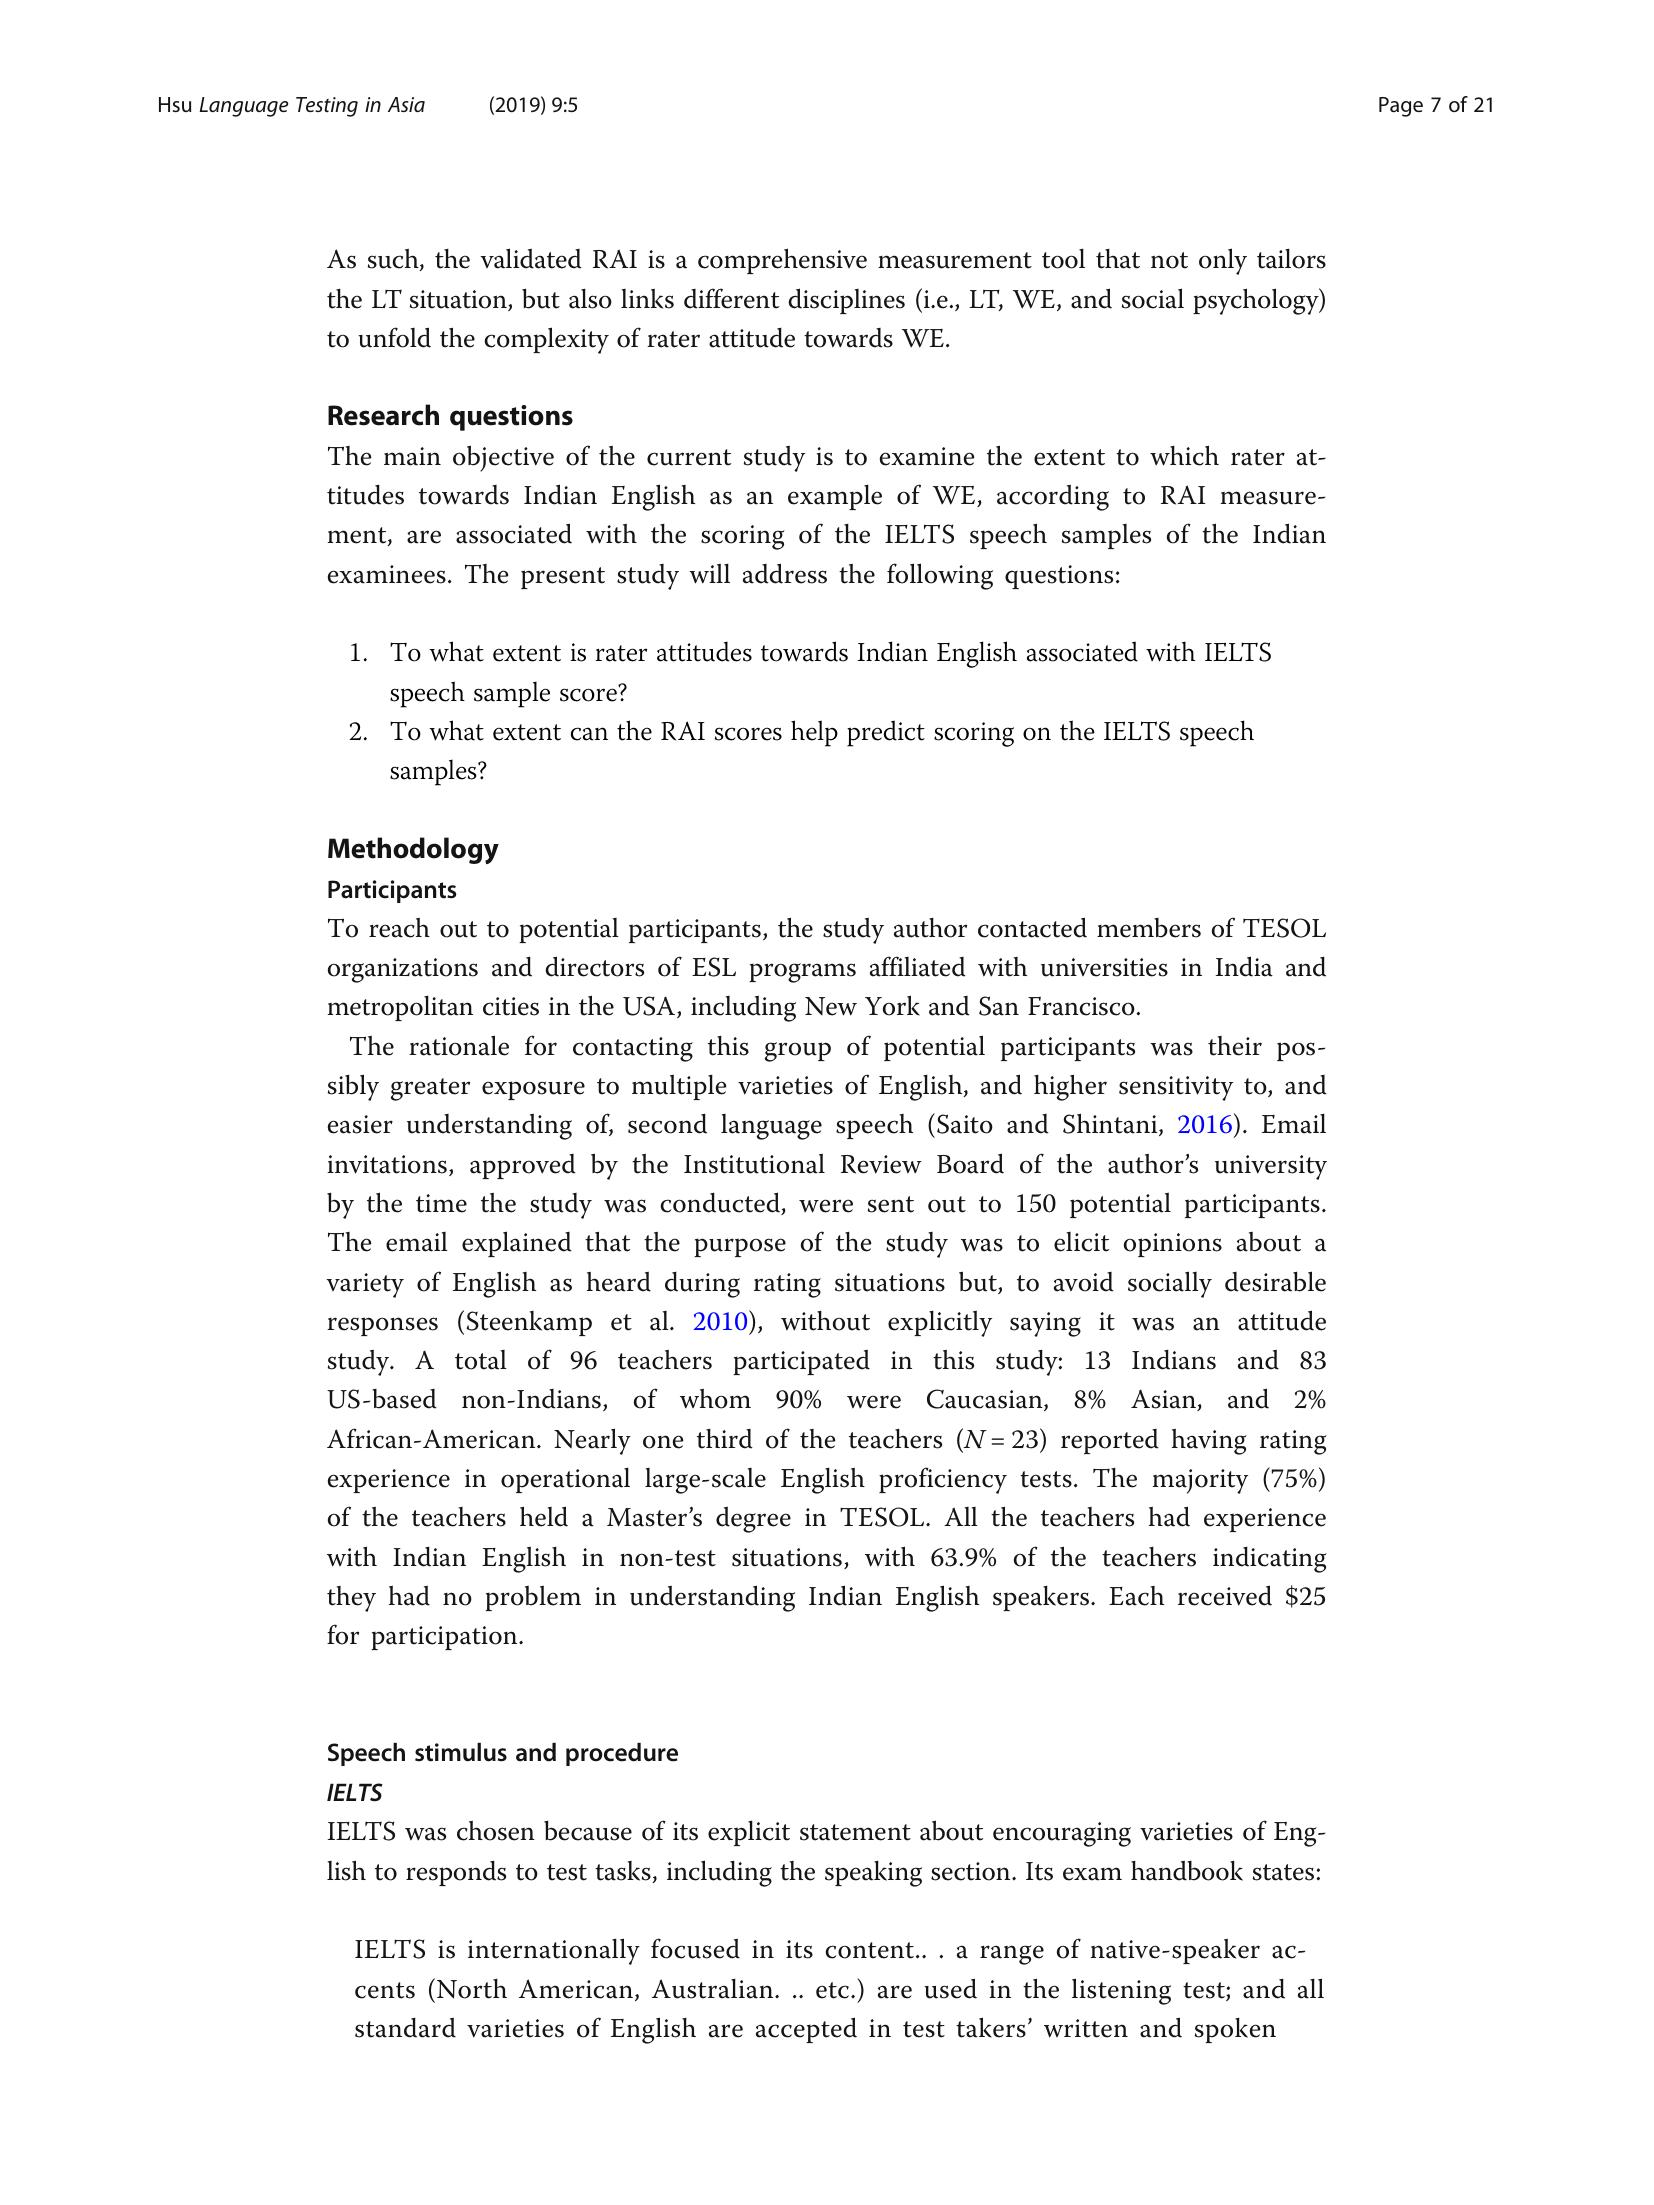 Hsu Language Testing in Asia (2019) 9:5 Page 7 of 21
As such, the validated RAI is a comprehensive measurement tool that not only tailors
the LT situation, but also links different disciplines (i.e., LT, WE, and social psychology)
to unfold the complexity of rater attitude towards WE.
Research questions
The main objective of the current study is to examine the extent to which rater at-
titudes towards Indian English as an example of WE, according to RAI measure-
ment, are associated with the scoring of the IELTS speech samples of the Indian
examinees. The present study will address the following questions:
1. To what extent is rater attitudes towards Indian English associated with IELTS
speech sample score?
2. To what extent can the RAI scores help predict scoring on the IELTS speech
samples?
Methodology
Participants
To reach out to potential participants, the study author contacted members of TESOL
organizations and directors of ESL programs affiliated with universities in India and
metropolitan cities in the USA, including New York and San Francisco.
The rationale for contacting this group of potential participants was their pos-
sibly greater exposure to multiple varieties of English, and higher sensitivity to, and
easier understanding of, second language speech (Saito and Shintani, 2016). Email
invitations, approved by the Institutional Review Board of the author’s university
by the time the study was conducted, were sent out to 150 potential participants.
The email explained that the purpose of the study was to elicit opinions about a
variety of English as heard during rating situations but, to avoid socially desirable
responses (Steenkamp et al. 2010), without explicitly saying it was an attitude
study. A total of 96 teachers participated in this study: 13 Indians and 83
US-based non-Indians, of whom 90% were Caucasian, 8% Asian, and 2%
African-American. Nearly one third of the teachers (N = 23) reported having rating
experience in operational large-scale English proficiency tests. The majority (75%)
of the teachers held a Master’s degree in TESOL. All the teachers had experience
with Indian English in non-test situations, with 63.9% of the teachers indicating
they had no problem in understanding Indian English speakers. Each received $25
for participation.
Speech stimulus and procedure
IELTS
IELTS was chosen because of its explicit statement about encouraging varieties of Eng-
lish to responds to test tasks, including the speaking section. Its exam handbook states:
IELTS is internationally focused in its content.. . a range of native-speaker ac-
cents (North American, Australian. .. etc.) are used in the listening test; and all
standard varieties of English are accepted in test takers’ written and spoken